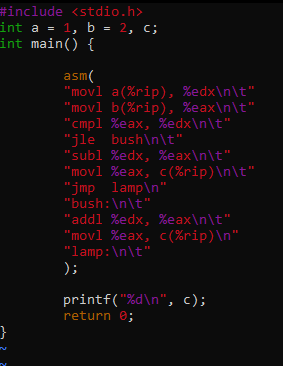 #include <stdio.h>
int a = 1, b = 2, c;
int main() {
asm(
"movl a(%rip), %edx\n\t"
"movl b(%rip), %eax\n\t"
"cmpl %eax, %edx\n\t"
"jle  bush\n\t"
"subl %edx, %eax\n\t"
"movl %eax, c(%rip)\n\t"
"jmp  lamp\n"
"bush:\n\t"
"addl %edx, %eax\n\t"
"movl %eax, c(%rip)\n"
"lamp:\n\t"
);
printf("%d\n", c);
return 0;
}
~
~